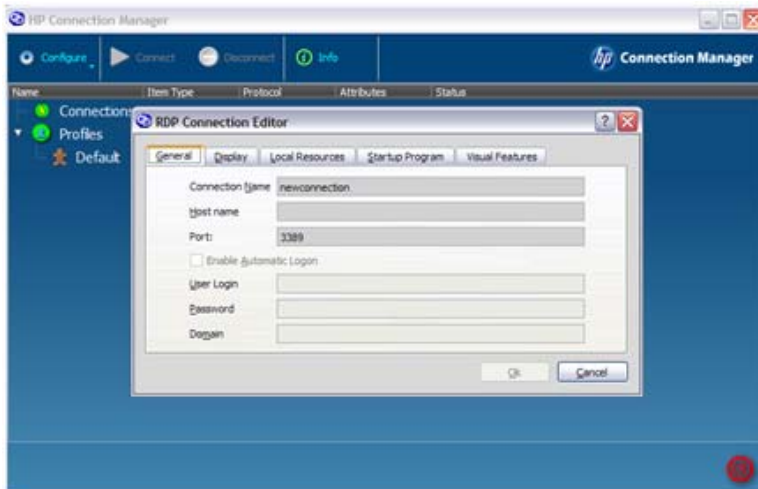 HP Connection Manager
Configure Connect Disconnect Info hp Connection Manager
Name Item Type Protocol Attributes Status
Connections
Profiles
Default
RDP Connection Editor
General Display Local Resources Startup Program Visual Features
Connection Name newconnection
Host name
Port: 3389
Enable Automatic Logon
User Login
Password
Domain
Ok Cancel